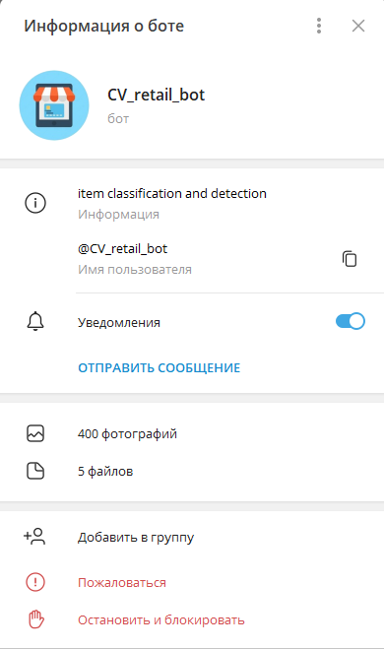 Информация о боте
CV_retail_bot
бот
item classification and detection
Информация
@CV_retail_bot
Имя пользователя
Уведомления
ОТПРАВИТЬ СООБЩЕНИЕ
400 фотографий
5 файлов
Добавить в группу
Пожаловаться
Остановить и блокировать